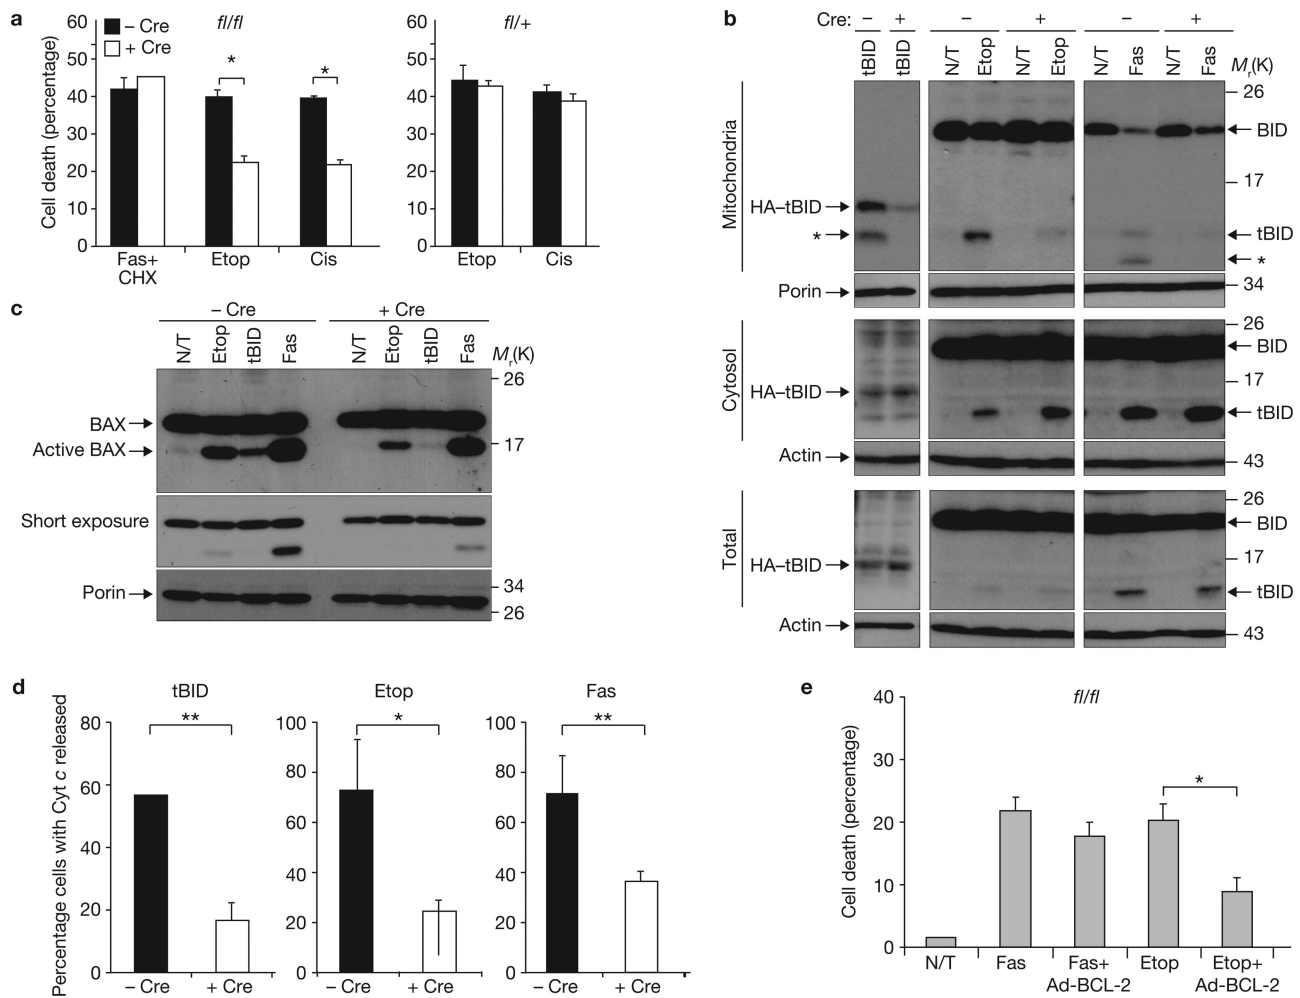 a
fl/fl
– Cre
+ Cre
Cell death (percentage)
60
50
40
30
20
10
0
*
*
Fas+
CHX
Etop
Cis
fl/+
60
50
40
30
20
10
0
Etop
Cis
b
Cre: – + – + – +
tBID tBID N/T Etop N/T Etop N/T Fas N/T Fas Mr(K)
Mitochondria
26
BID
17
HA–tBID
tBID
*
*
Porin
34
Cytosol
26
BID
17
HA–tBID
tBID
Actin
43
Total
26
BID
17
HA–tBID
tBID
Actin
43
c
– Cre + Cre
N/T Etop tBID Fas N/T Etop tBID Fas Mr(K)
26
BAX
17
Active BAX
Short exposure
Porin
34
26
d
Percentage cells with Cyt c released
tBID
80
60
40
20
0
**
– Cre + Cre
Etop
100
80
60
40
20
0
*
– Cre + Cre
Fas
100
80
60
40
20
0
**
– Cre + Cre
e
fl/fl
Cell death (percentage)
40
30
20
10
0
*
N/T Fas Fas+ Etop Etop+
Ad-BCL-2 Ad-BCL-2